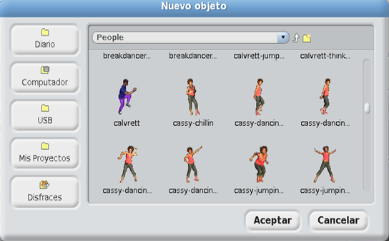 Nuevo objeto
Diario
Computador
USB
Mis Proyectos
Disfraces
People
breakdancer... breakdancer... calvrett-jump... calvrett-think...
calvrett cassy-chillin cassy-dancin... cassy-dancin...
cassy-dancin... cassy-dancin... cassy-jumpin... cassy-jumpin...
Aceptar Cancelar